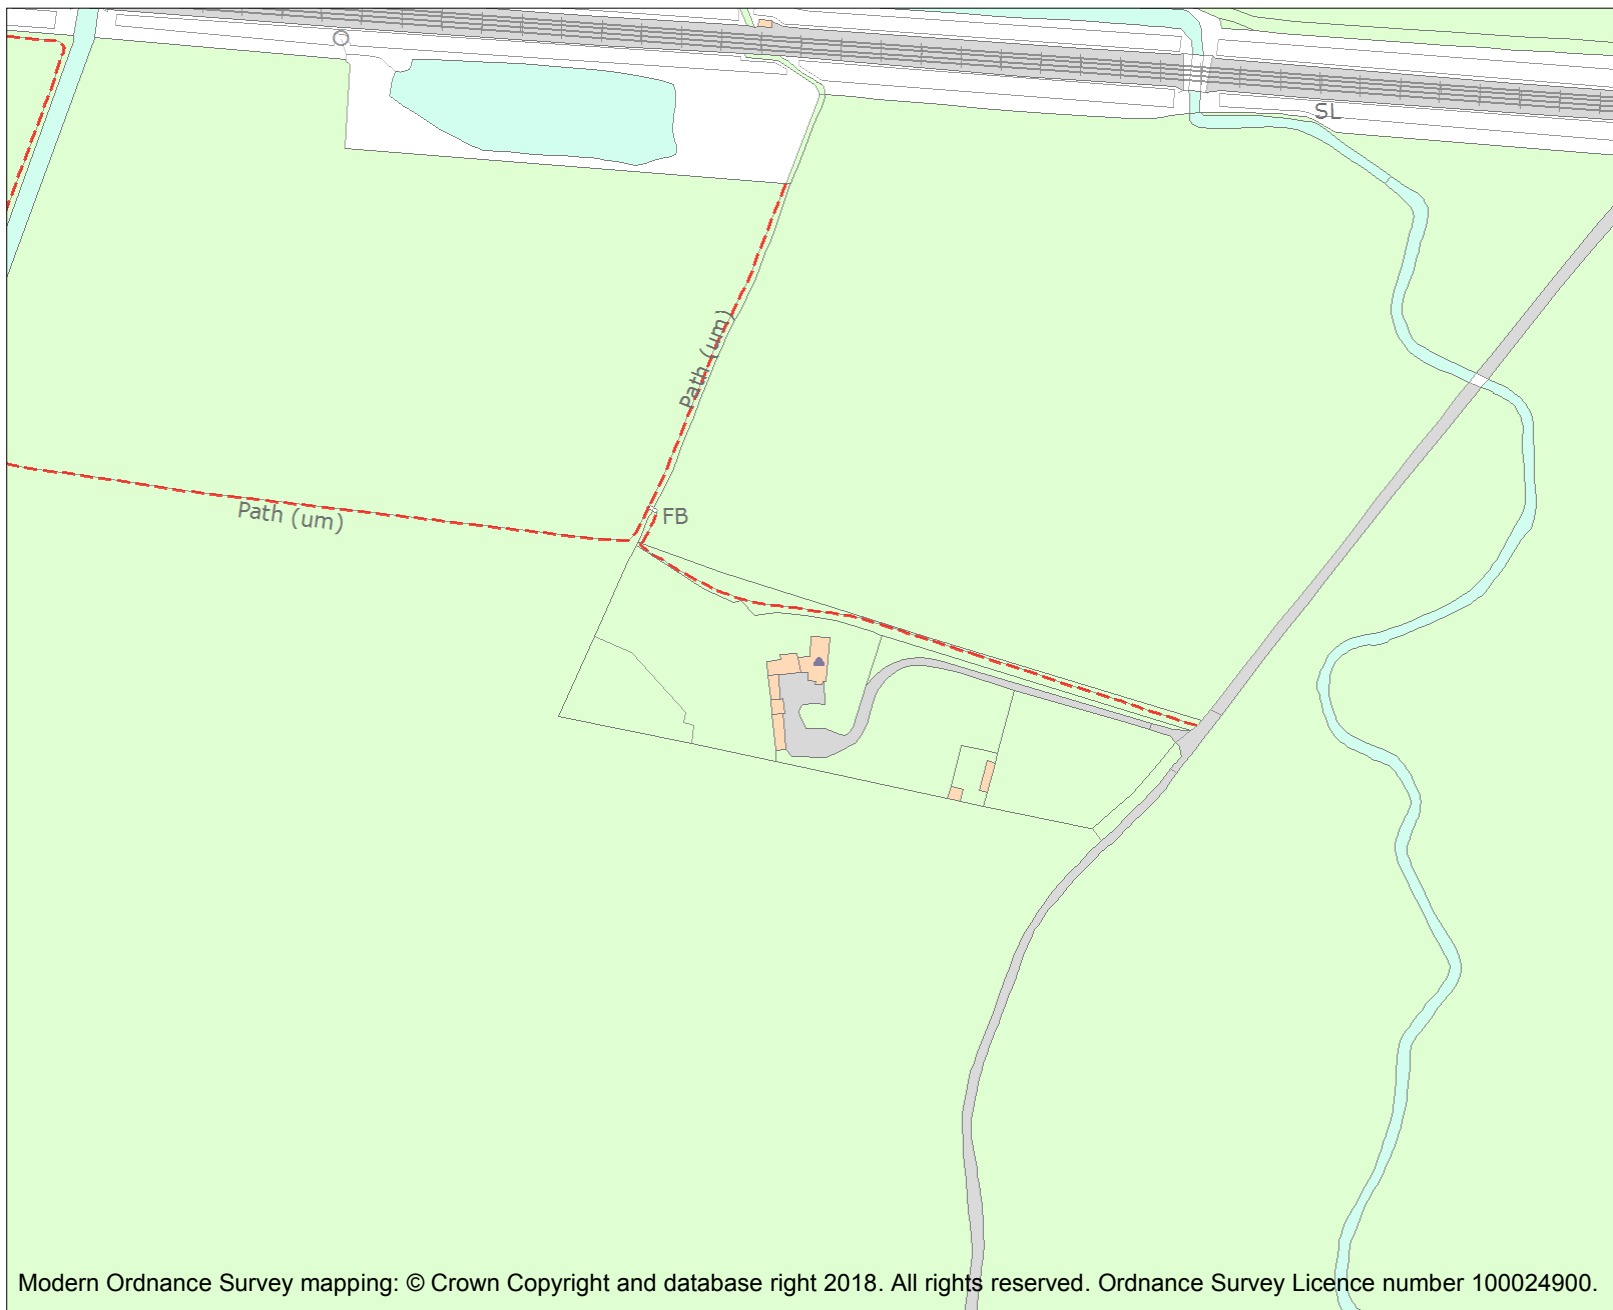 SL
Path (um)
Path (um)
FB
Modern Ordnance Survey mapping: © Crown Copyright and database right 2018. All rights reserved. Ordnance Survey Licence number 100024900.